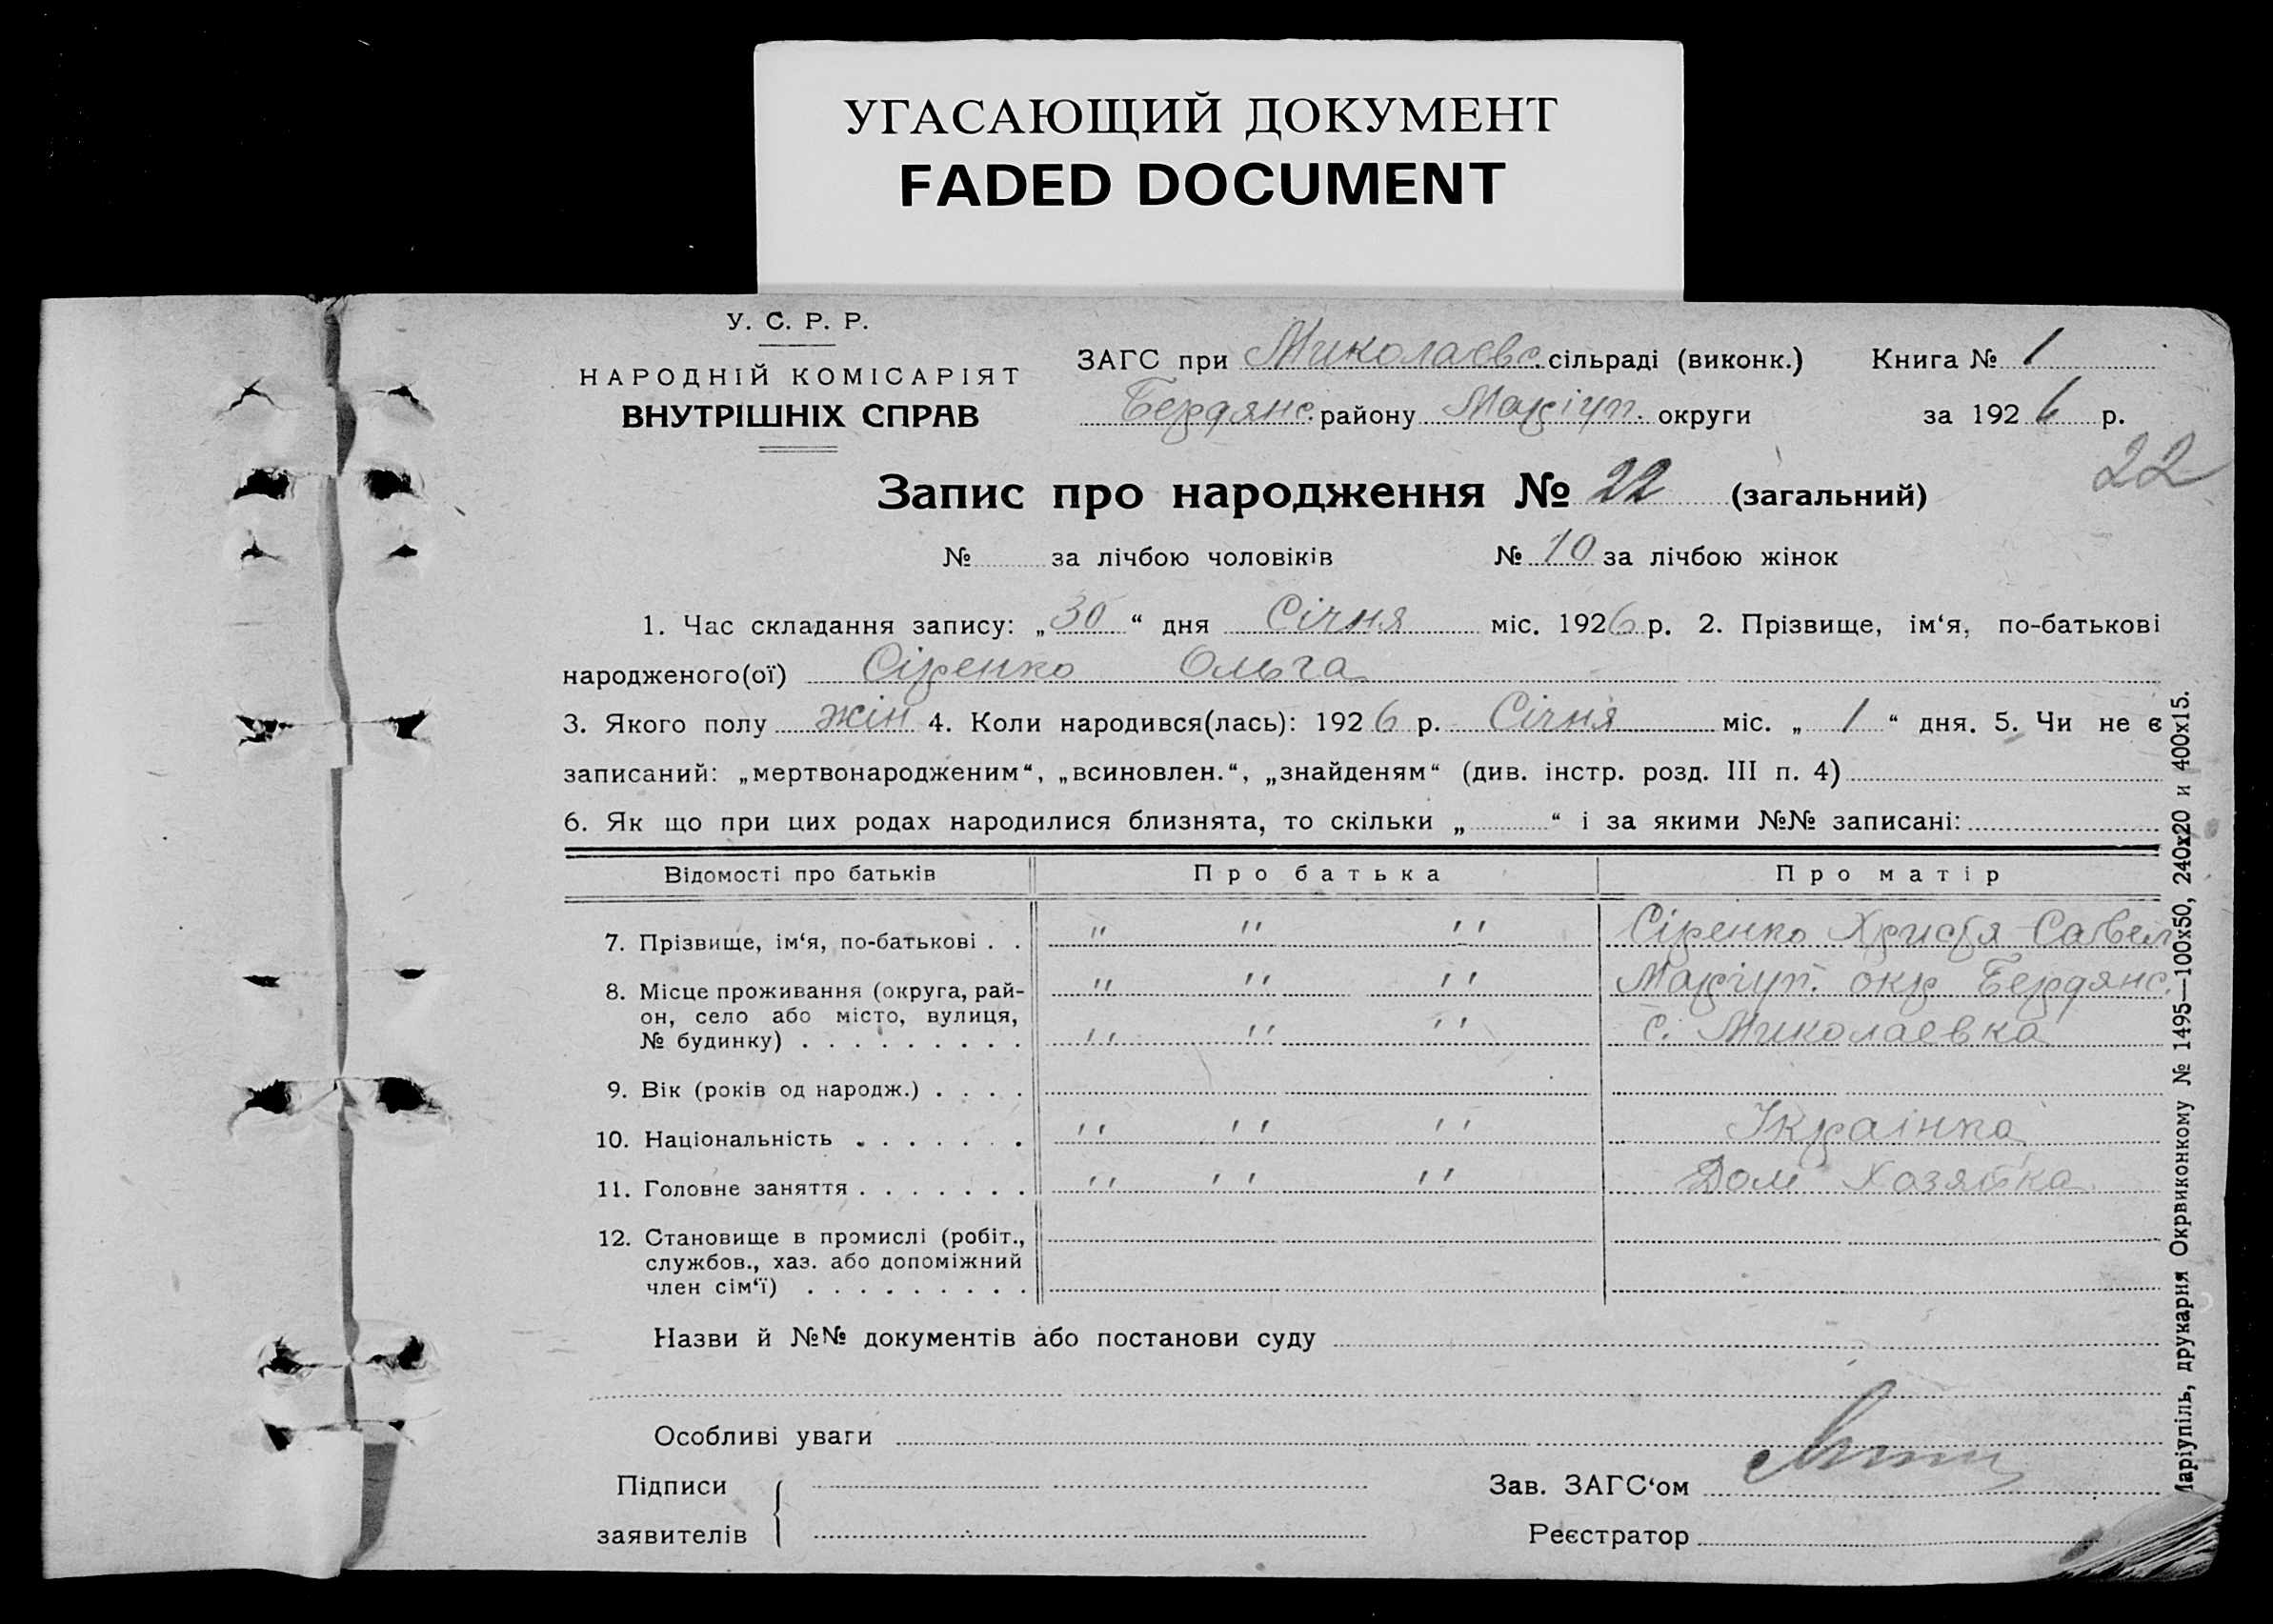 УГАСАЮЩИЙ ДОКУМЕНТ
FADED DOCUMENT
У. С. Р. Р.
НАРОДНІЙ КОМІСАРІЯТ
ВНУТРІШНІХ СПРАВ
ЗАГС при Миколаєвс. сільраді (виконк.) Книга № 1
Бердянс. району Маріуп. округи за 1926 р.
22
Запис про народження № 22 (загальний)
№ за лічбою чоловіків № 10 за лічбою жінок
1. Час складання запису: „30“ дня Січня міс. 1926 р. 2. Прізвище, ім‘я, по-батькові
народженого(ої) Сіренко Ольга
3. Якого полу жін 4. Коли народився(лась): 1926 р. Січня міс. „1“ дня. 5. Чи не є
записаний: „мертвонародженим“, „всиновлен.“, „знайденям“ (див. інстр. розд. III п. 4)
6. Як що при цих родах народилися близнята, то скільки „ “ і за якими №№ записані:
Відомості про батьків Про батька Про матір
7. Прізвище, ім‘я, по-батькові . . " " " Сіренко Христя Савел
8. Місце проживання (округа, рай- " " " Маріуп. окр Бердянс.
он, село або місто, вулиця,
№ будинку) . . . . . . . . . " " " с. Миколаевка
9. Вік (років од народж.) . . . .
10. Національність . . . . . . . " " " Украінка
11. Головне заняття . . . . . . . " " " Дом Хозяйка
12. Становище в промислі (робіт.,
службов., хаз. або допоміжний
член сім‘ї) . . . . . . . . .
Назви й №№ документів або постанови суду
Особливі уваги
Підписи
заявителів
Зав. ЗАГС‘ом
Реєстратор
Маріупіль, друкарня Окрвиконкому № 1495—100х50, 240х20 и 400х15.